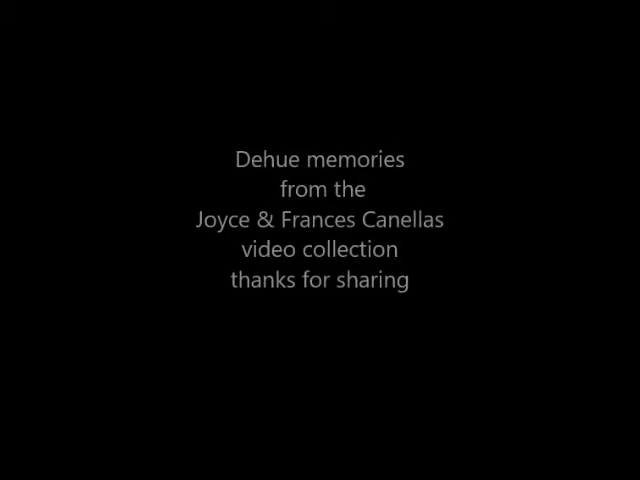 Dehue memories
from the
Joyce & Frances Canellas
video collection
thanks for sharing